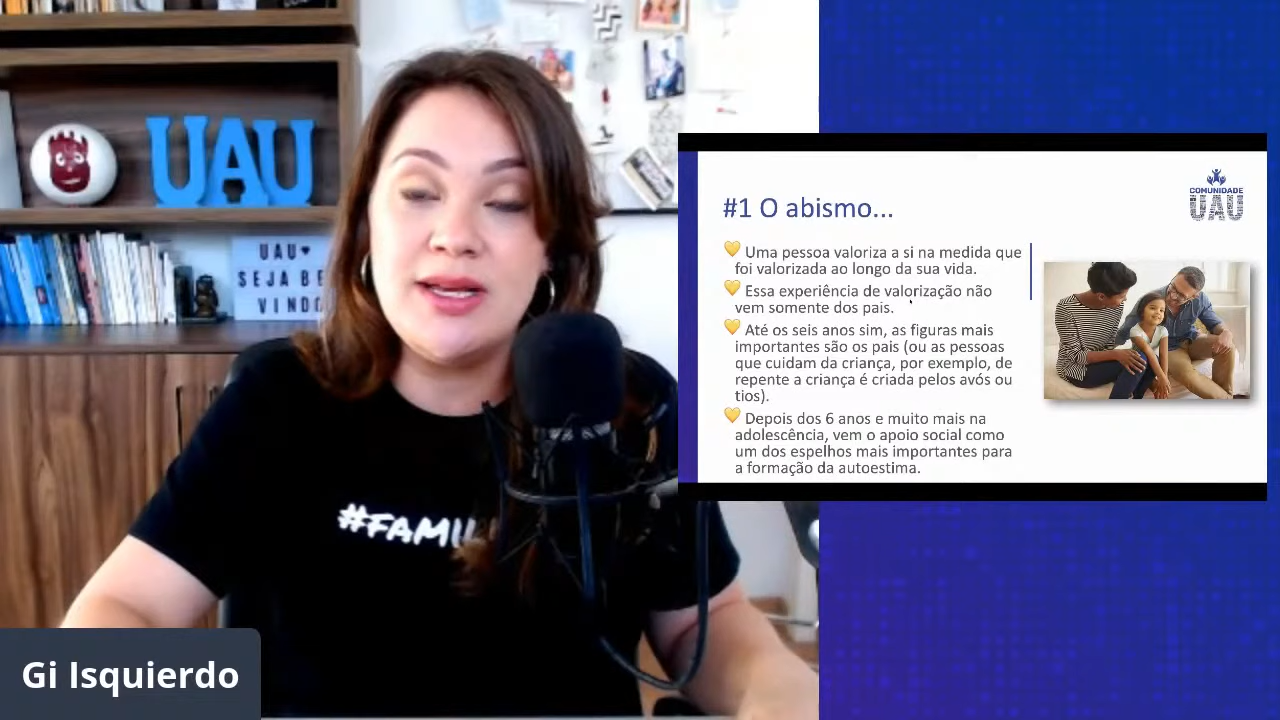 UAU
UAU♥
SEJA BE
VINDO
#FAMIL
Gi Isquierdo
COMUNIDADE
UAU
#1 O abismo...
💛 Uma pessoa valoriza a si na medida que
foi valorizada ao longo da sua vida.
💛 Essa experiência de valorização não
vem somente dos pais.
💛 Até os seis anos sim, as figuras mais
importantes são os pais (ou as pessoas
que cuidam da criança, por exemplo, de
repente a criança é criada pelos avós ou
tios).
💛 Depois dos 6 anos e muito mais na
adolescência, vem o apoio social como
um dos espelhos mais importantes para
a formação da autoestima.